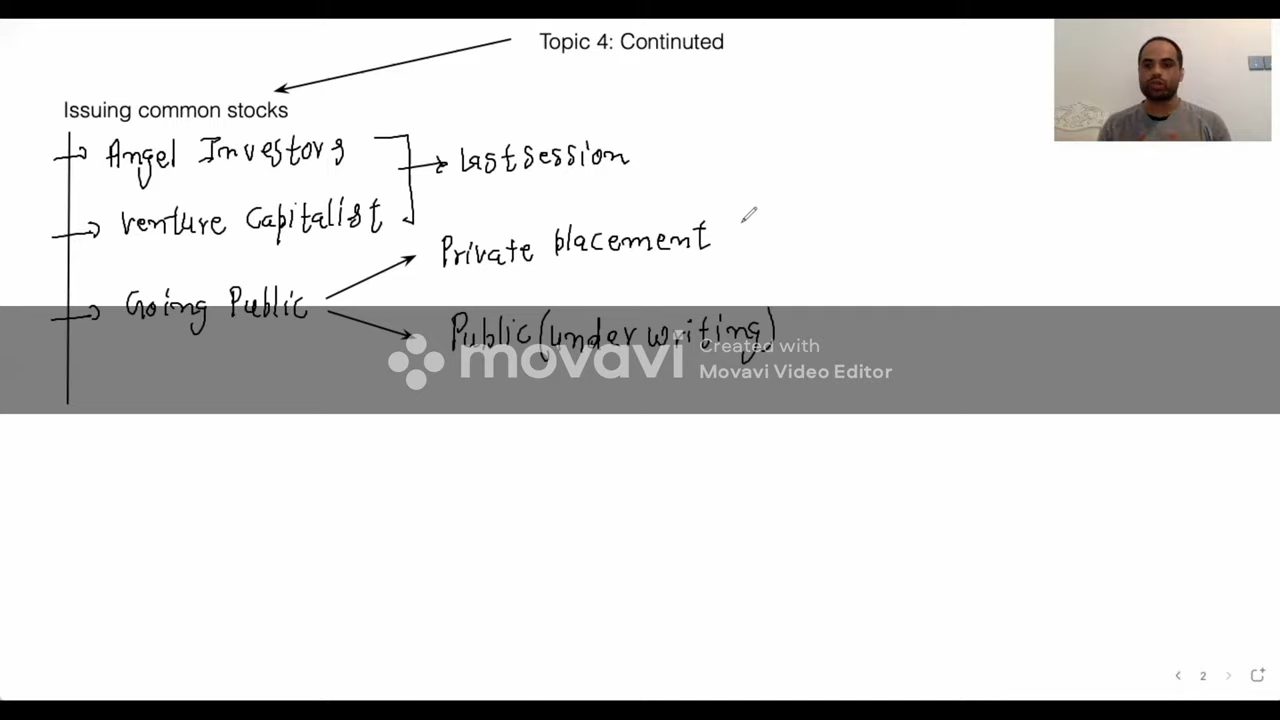 Topic 4: Continuted
Issuing common stocks
Angel Investors
Last session
Venture Capitalist
Private placement
Going Public
Public (underwriting)
movavi
Created with
Movavi Video Editor
2